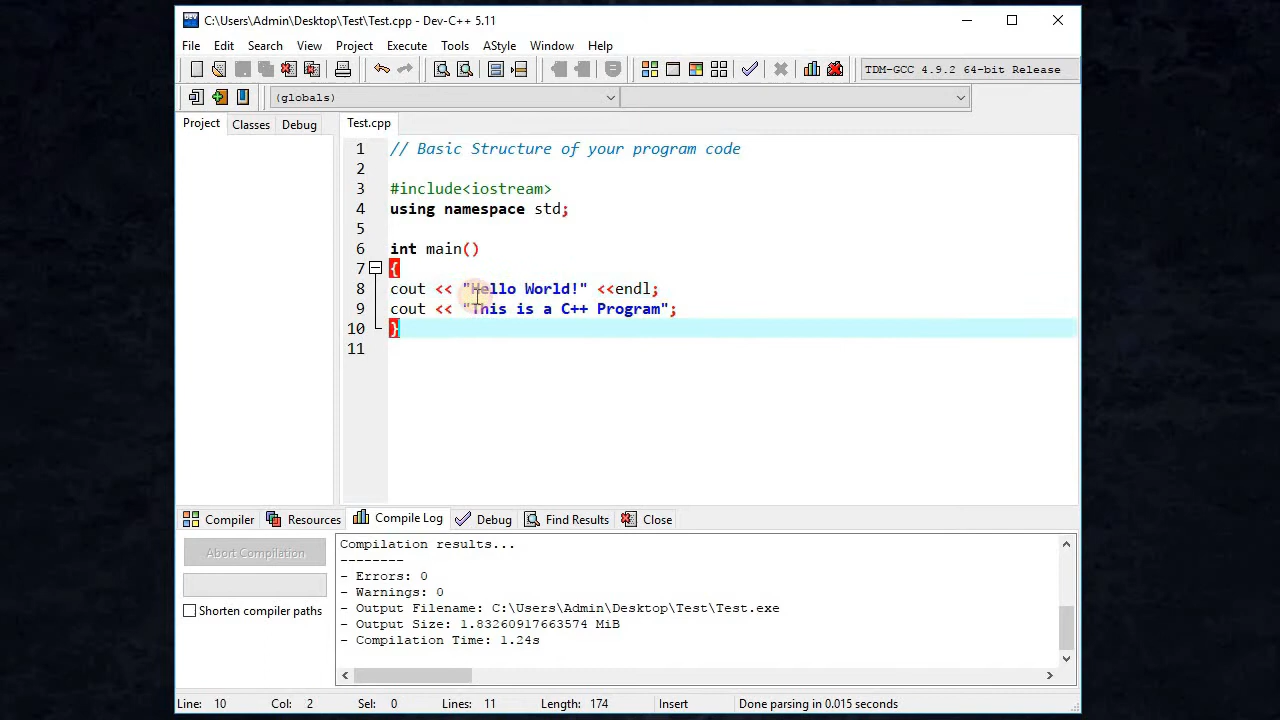 C:\Users\Admin\Desktop\Test\Test.cpp - Dev-C++ 5.11
File Edit Search View Project Execute Tools AStyle Window Help
TDM-GCC 4.9.2 64-bit Release
(globals)
Project Classes Debug
Test.cpp
1 // Basic Structure of your program code
2
3 #include<iostream>
4 using namespace std;
5
6 int main()
7 {
8 cout << "Hello World!" <<endl;
9 cout << "This is a C++ Program";
10 }
11
Compiler Resources Compile Log Debug Find Results Close
Abort Compilation
Shorten compiler paths
Compilation results...
--------
- Errors: 0
- Warnings: 0
- Output Filename: C:\Users\Admin\Desktop\Test\Test.exe
- Output Size: 1.83260917663574 MiB
- Compilation Time: 1.24s
Line: 10 Col: 2 Sel: 0 Lines: 11 Length: 174 Insert Done parsing in 0.015 seconds